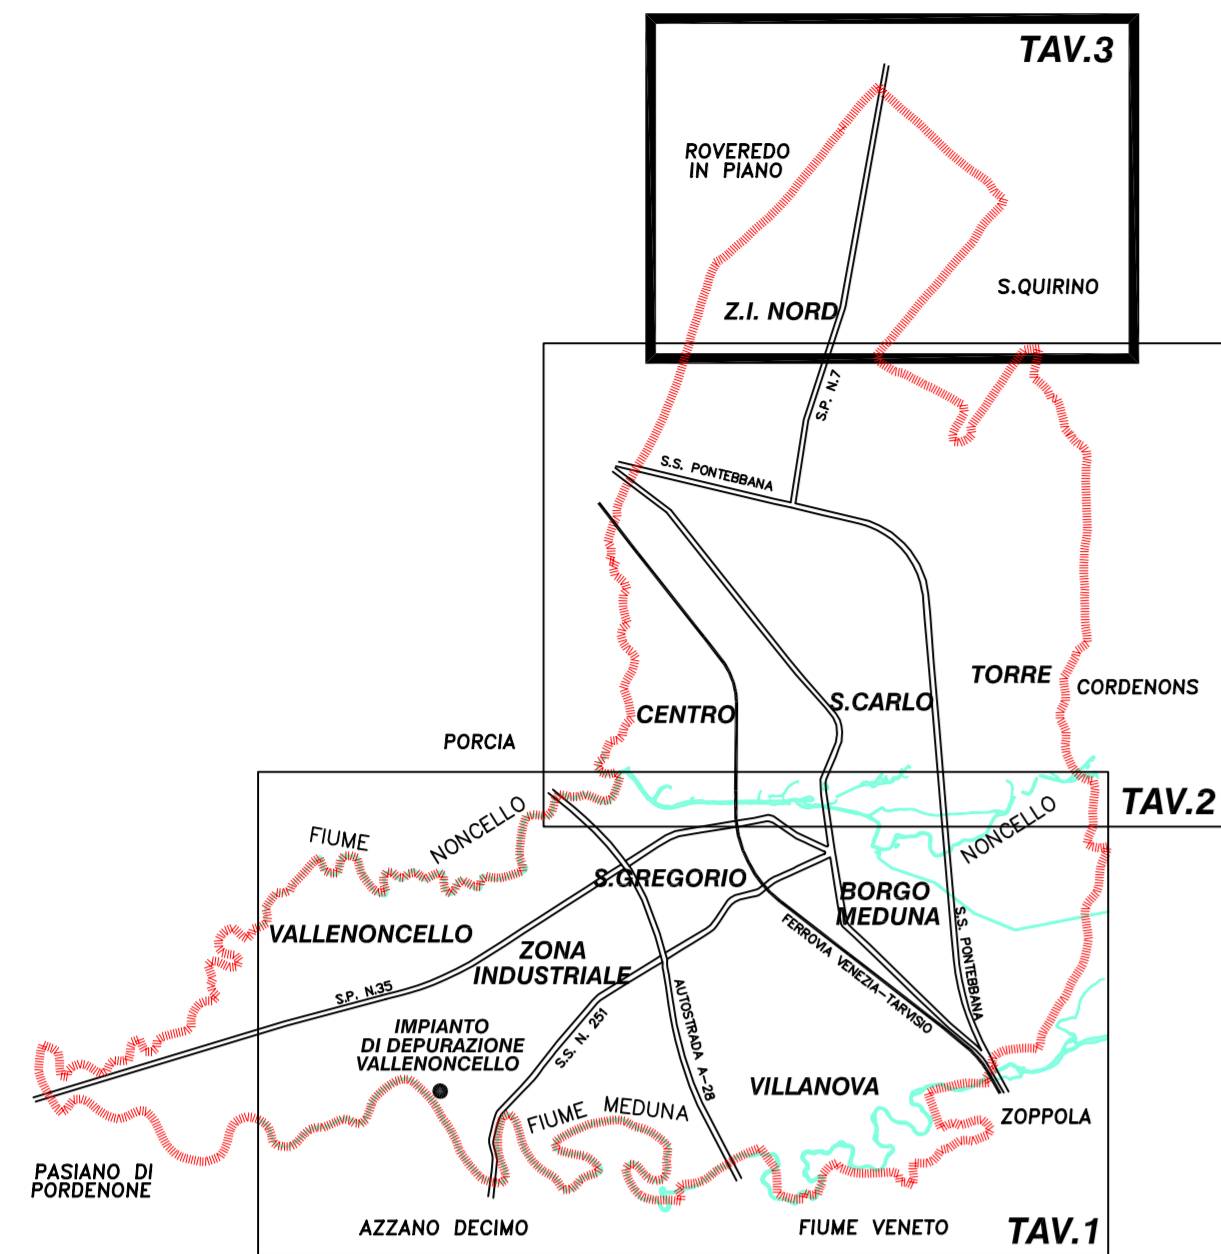 TAV.3
ROVEREDO
IN PIANO
S.QUIRINO
Z.I. NORD
S.P. N.7
S.S. PONTEBBANA
TORRE
CORDENONS
S.CARLO
CENTRO
PORCIA
TAV.2
FIUME
NONCELLO
NONCELLO
S.GREGORIO
BORGO
MEDUNA
VALLENONCELLO
ZONA
INDUSTRIALE
FERROVIA VENEZIA-TARVISIO
S.S. PONTEBBANA
S.P. N.35
AUTOSTRADA A-28
S.S. N. 251
IMPIANTO
DI DEPURAZIONE
VALLENONCELLO
VILLANOVA
FIUME MEDUNA
ZOPPOLA
PASIANO DI
PORDENONE
AZZANO DECIMO
FIUME VENETO
TAV.1